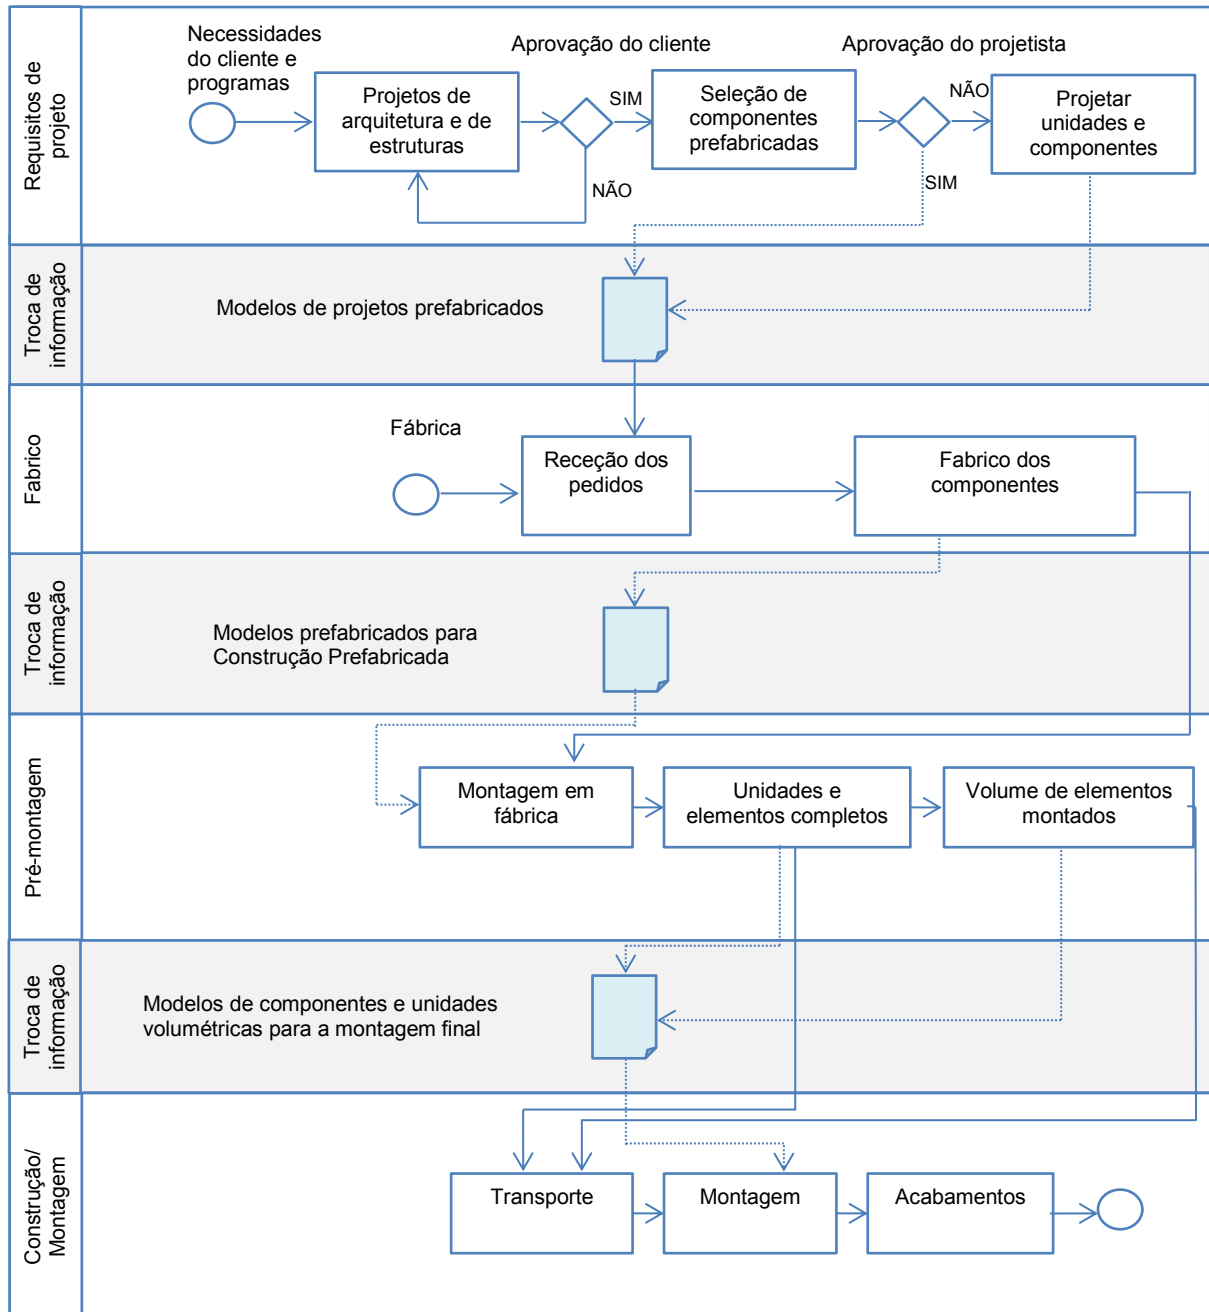 Requisitos de
projeto
Necessidades
do cliente e
programas
Aprovação do cliente
Aprovação do projetista
Projetos de
arquitetura e de
estruturas
SIM
NÃO
Seleção de
componentes
prefabricadas
NÃO
SIM
Projetar
unidades e
componentes
Troca de
informação
Modelos de projetos prefabricados
Fabrico
Fábrica
Receção dos
pedidos
Fabrico dos
componentes
Troca de
informação
Modelos prefabricados para
Construção Prefabricada
Pré-montagem
Montagem em
fábrica
Unidades e
elementos completos
Volume de elementos
montados
Troca de
informação
Modelos de componentes e unidades
volumétricas para a montagem final
Construção/
Montagem
Transporte
Montagem
Acabamentos